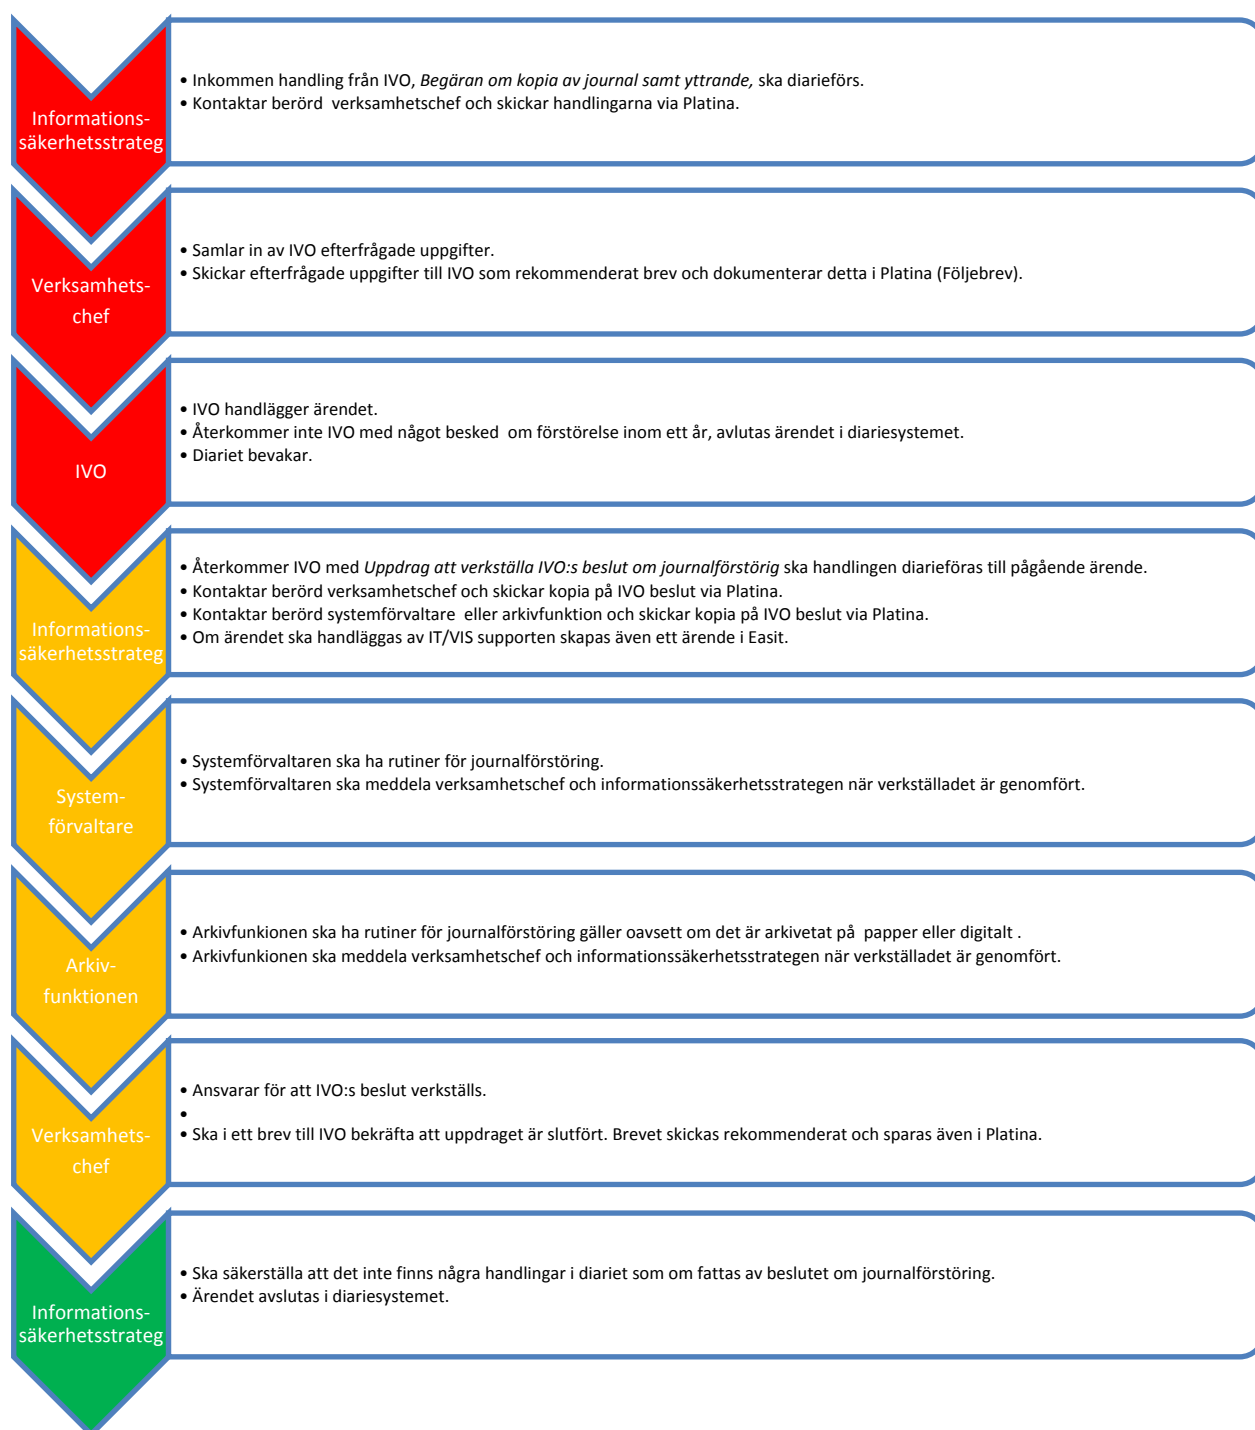 Informations-
säkerhetsstrateg
• Inkommen handling från IVO, Begäran om kopia av journal samt yttrande, ska diarieförs.
• Kontaktar berörd  verksamhetschef och skickar handlingarna via Platina.
Verksamhets-
chef
• Samlar in av IVO efterfrågade uppgifter.
• Skickar efterfrågade uppgifter till IVO som rekommenderat brev och dokumenterar detta i Platina (Följebrev).
IVO
• IVO handlägger ärendet.
• Återkommer inte IVO med något besked  om förstörelse inom ett år, avlutas ärendet i diariesystemet.
• Diariet bevakar.
Informations-
säkerhetsstrateg
• Återkommer IVO med Uppdrag att verkställa IVO:s beslut om journalförstörig ska handlingen diarieföras till pågående ärende.
• Kontaktar berörd verksamhetschef och skickar kopia på IVO beslut via Platina.
• Kontaktar berörd systemförvaltare  eller arkivfunktion och skickar kopia på IVO beslut via Platina.
• Om ärendet ska handläggas av IT/VIS supporten skapas även ett ärende i Easit.
System-
förvaltare
• Systemförvaltaren ska ha rutiner för journalförstöring.
• Systemförvaltaren ska meddela verksamhetschef och informationssäkerhetsstrategen när verkställadet är genomfört.
Arkiv-
funktionen
• Arkivfunkionen ska ha rutiner för journalförstöring gäller oavsett om det är arkivetat på  papper eller digitalt .
• Arkivfunkionen ska meddela verksamhetschef och informationssäkerhetsstrategen när verkställadet är genomfört.
Verksamhets-
chef
• Ansvarar för att IVO:s beslut verkställs.
•
• Ska i ett brev till IVO bekräfta att uppdraget är slutfört. Brevet skickas rekommenderat och sparas även i Platina.
Informations-
säkerhetsstrateg
• Ska säkerställa att det inte finns några handlingar i diariet som om fattas av beslutet om journalförstöring.
• Ärendet avslutas i diariesystemet.